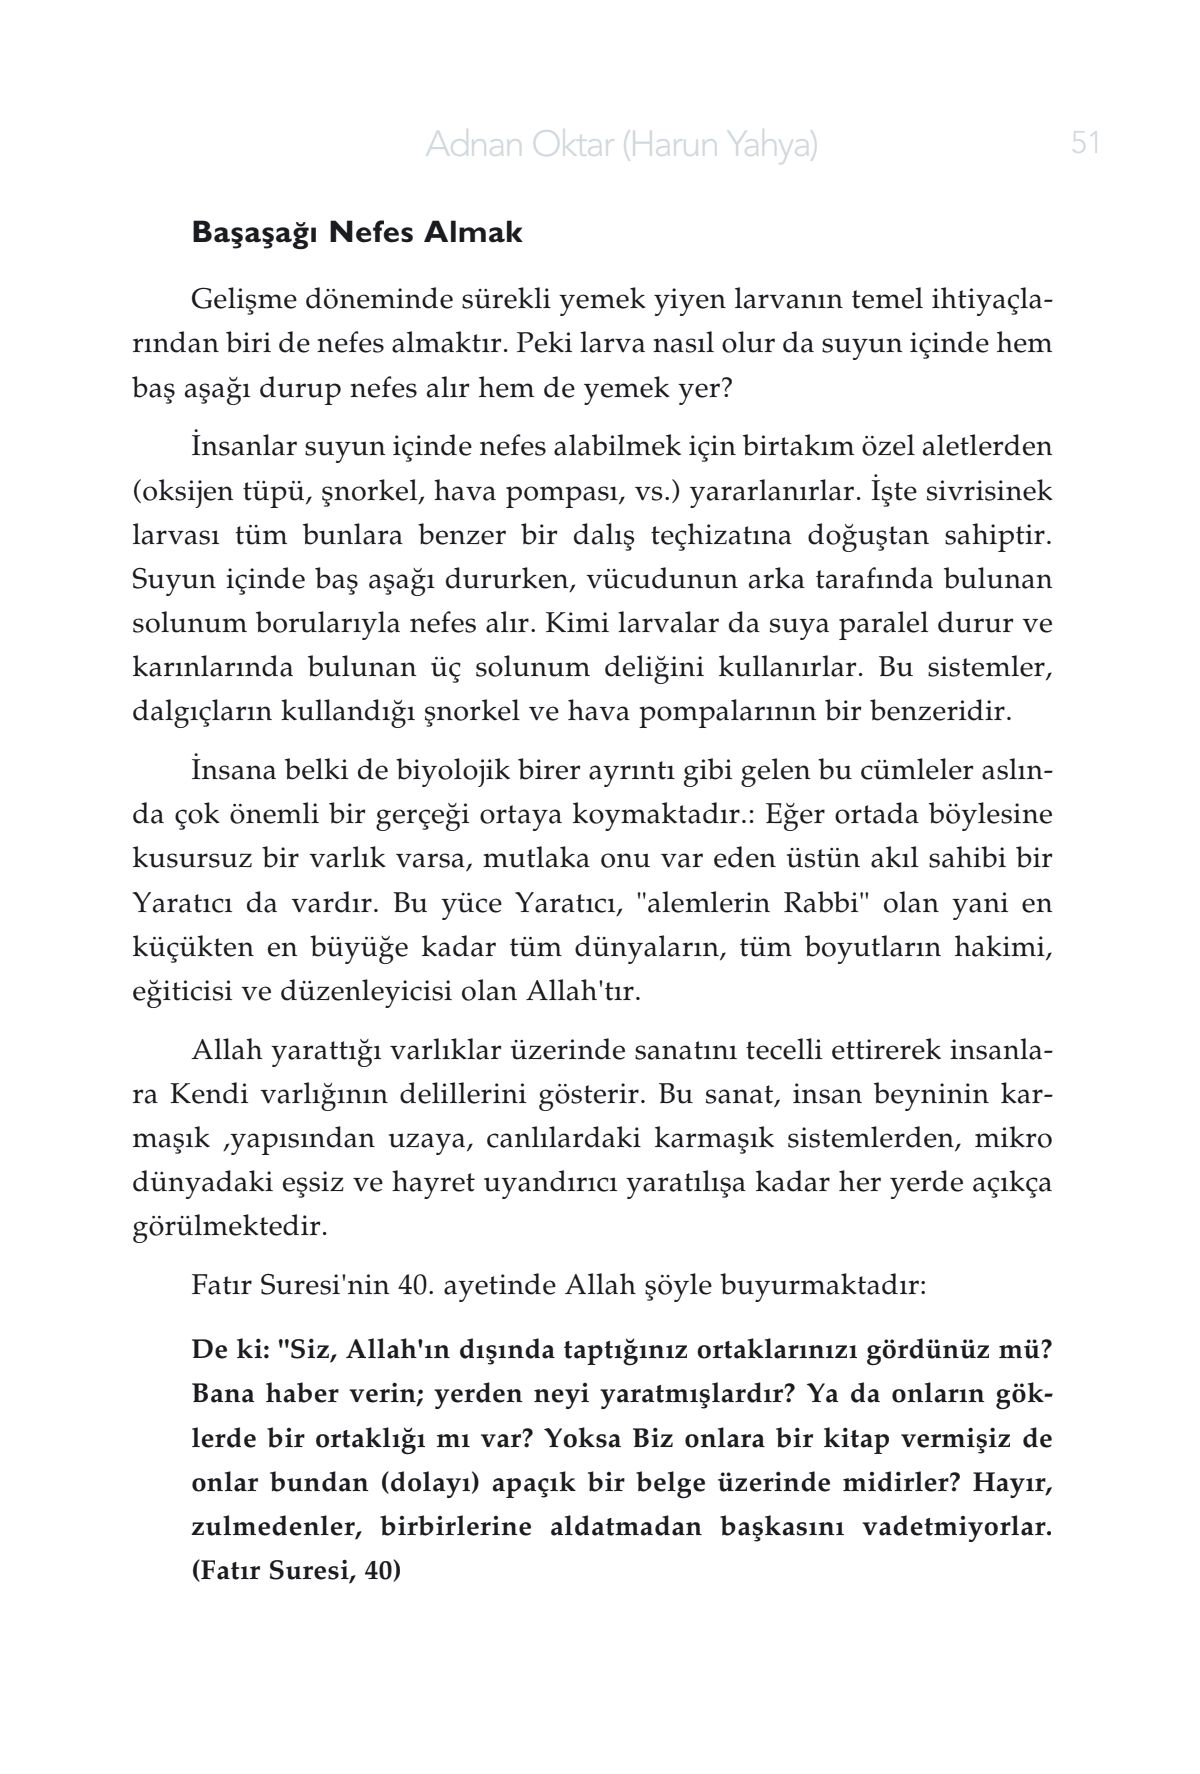 Adnan Oktar (Harun Yahya) 51
Başaşağı Nefes Almak
Gelişme döneminde sürekli yemek yiyen larvanın temel ihtiyaçla-
rından biri de nefes almaktır. Peki larva nasıl olur da suyun içinde hem
baş aşağı durup nefes alır hem de yemek yer?
İnsanlar suyun içinde nefes alabilmek için birtakım özel aletlerden
(oksijen tüpü, şnorkel, hava pompası, vs.) yararlanırlar. İşte sivrisinek
larvası tüm bunlara benzer bir dalış teçhizatına doğuştan sahiptir.
Suyun içinde baş aşağı dururken, vücudunun arka tarafında bulunan
solunum borularıyla nefes alır. Kimi larvalar da suya paralel durur ve
karınlarında bulunan üç solunum deliğini kullanırlar. Bu sistemler,
dalgıçların kullandığı şnorkel ve hava pompalarının bir benzeridir.
İnsana belki de biyolojik birer ayrıntı gibi gelen bu cümleler aslın-
da çok önemli bir gerçeği ortaya koymaktadır.: Eğer ortada böylesine
kusursuz bir varlık varsa, mutlaka onu var eden üstün akıl sahibi bir
Yaratıcı da vardır. Bu yüce Yaratıcı, "alemlerin Rabbi" olan yani en
küçükten en büyüğe kadar tüm dünyaların, tüm boyutların hakimi,
eğiticisi ve düzenleyicisi olan Allah'tır.
Allah yarattığı varlıklar üzerinde sanatını tecelli ettirerek insanla-
ra Kendi varlığının delillerini gösterir. Bu sanat, insan beyninin kar-
maşık ,yapısından uzaya, canlılardaki karmaşık sistemlerden, mikro
dünyadaki eşsiz ve hayret uyandırıcı yaratılışa kadar her yerde açıkça
görülmektedir.
Fatır Suresi'nin 40. ayetinde Allah şöyle buyurmaktadır:
De ki: "Siz, Allah'ın dışında taptığınız ortaklarınızı gördünüz mü?
Bana haber verin; yerden neyi yaratmışlardır? Ya da onların gök-
lerde bir ortaklığı mı var? Yoksa Biz onlara bir kitap vermişiz de
onlar bundan (dolayı) apaçık bir belge üzerinde midirler? Hayır,
zulmedenler, birbirlerine aldatmadan başkasını vadetmiyorlar.
(Fatır Suresi, 40)